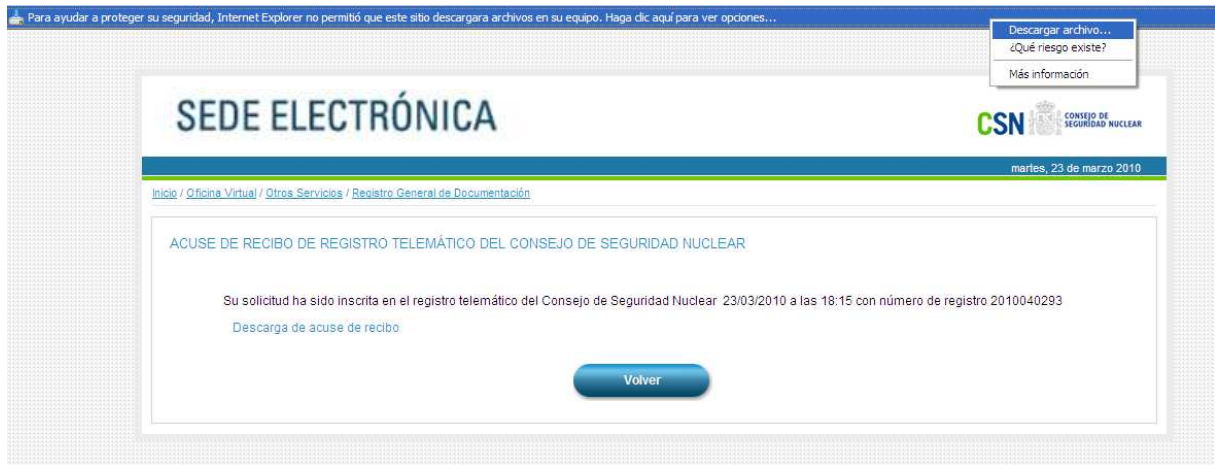 Para ayudar a proteger su seguridad, Internet Explorer no permitió que este sitio descargara archivos en su equipo. Haga clic aquí para ver opciones...
Descargar archivo...
¿Qué riesgo existe?
Más información
SEDE ELECTRÓNICA
CSN
CONSEJO DE
SEGURIDAD NUCLEAR
martes, 23 de marzo 2010
Inicio / Oficina Virtual / Otros Servicios / Registro General de Documentación
ACUSE DE RECIBO DE REGISTRO TELEMÁTICO DEL CONSEJO DE SEGURIDAD NUCLEAR
Su solicitud ha sido inscrita en el registro telemático del Consejo de Seguridad Nuclear 23/03/2010 a las 18:15 con número de registro 2010040293
Descarga de acuse de recibo
Volver